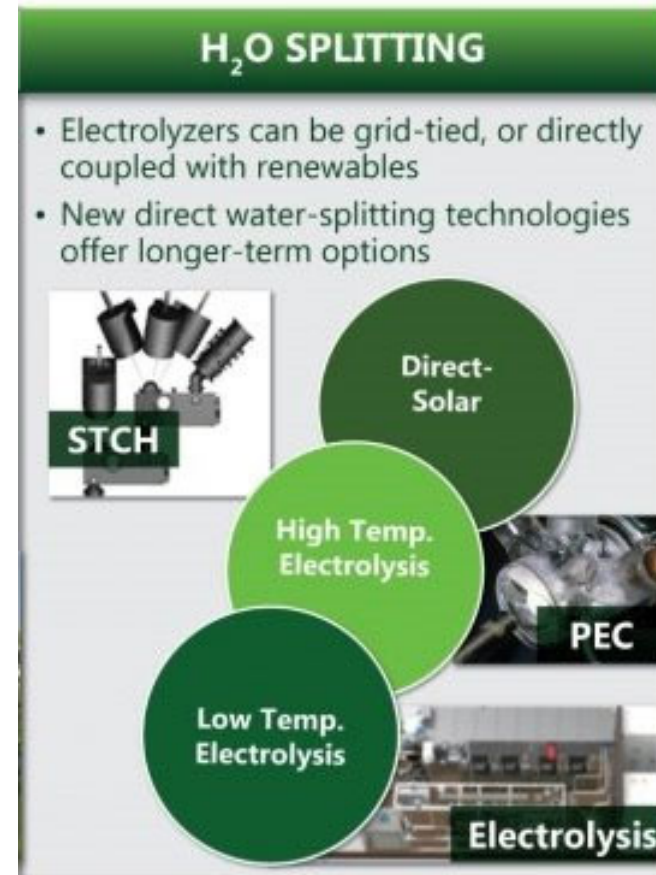 H₂O SPLITTING
• Electrolyzers can be grid-tied, or directly
coupled with renewables
• New direct water-splitting technologies
offer longer-term options
Direct-
Solar
STCH
High Temp.
Electrolysis
PEC
Low Temp.
Electrolysis
Electrolysis